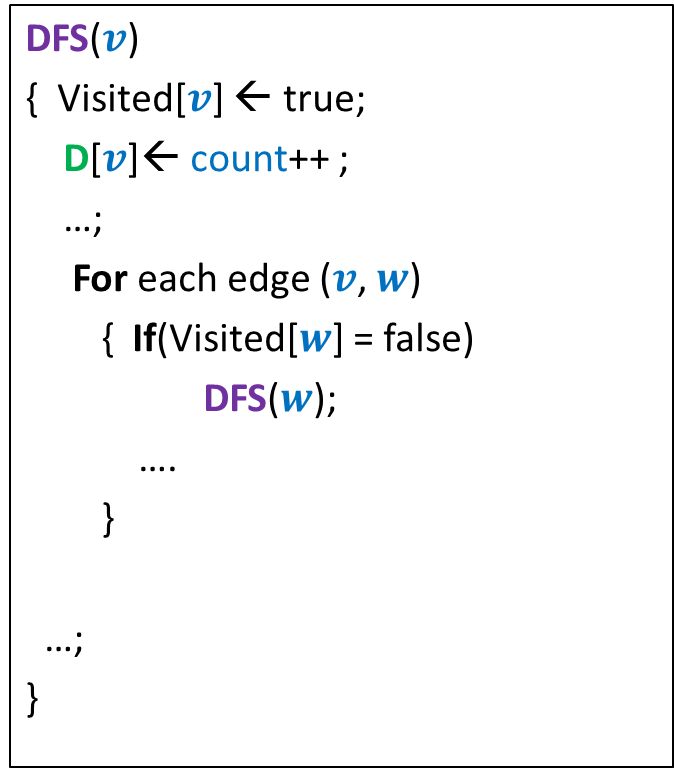 DFS(v)
{ Visited[v] ← true;
D[v]← count++ ;
…;
For each edge (v, w)
{ If(Visited[w] = false)
DFS(w);
….
}
…;
}